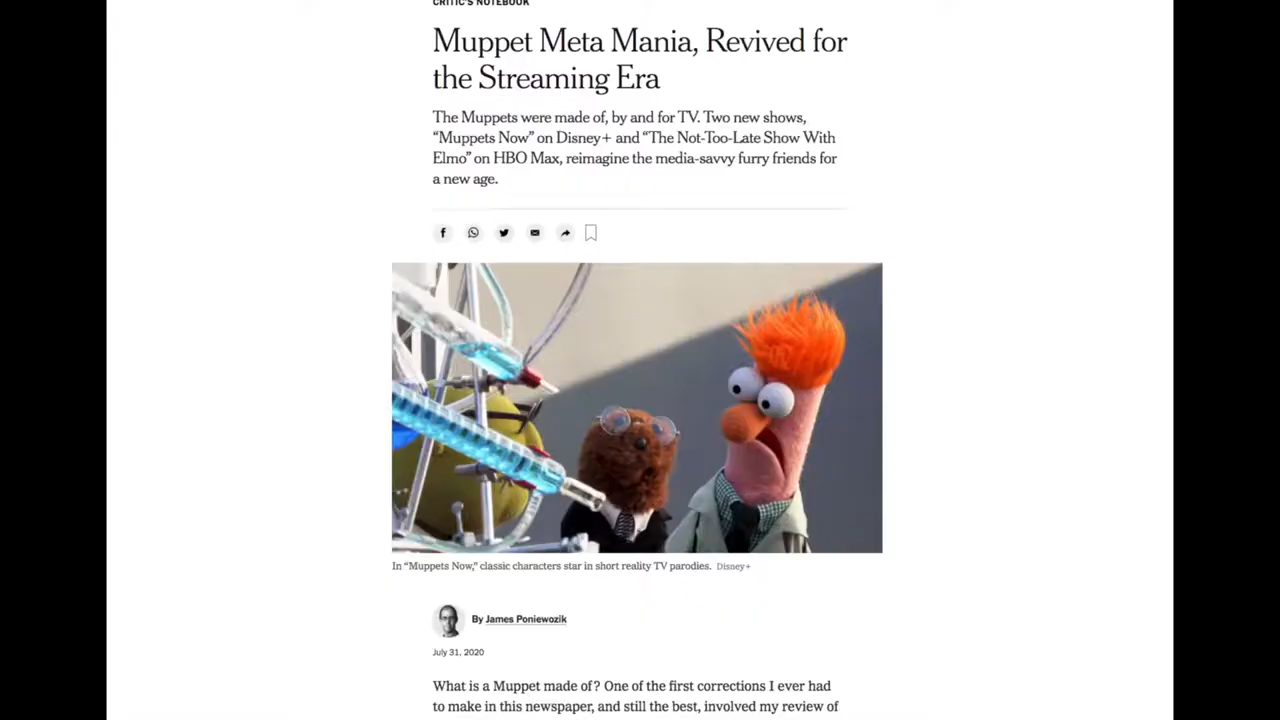 CRITIC'S NOTEBOOK
Muppet Meta Mania, Revived for
the Streaming Era
The Muppets were made of, by and for TV. Two new shows,
“Muppets Now” on Disney+ and “The Not-Too-Late Show With
Elmo” on HBO Max, reimagine the media-savvy furry friends for
a new age.
In “Muppets Now,” classic characters star in short reality TV parodies. Disney+
By James Poniewozik
July 31, 2020
What is a Muppet made of? One of the first corrections I ever had
to make in this newspaper, and still the best, involved my review of